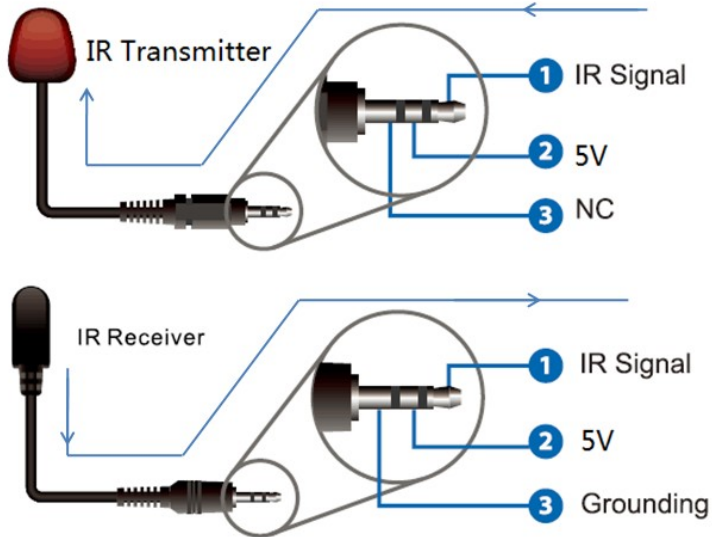 IR Transmitter
1 IR Signal
2 5V
3 NC
IR Receiver
1 IR Signal
2 5V
3 Grounding